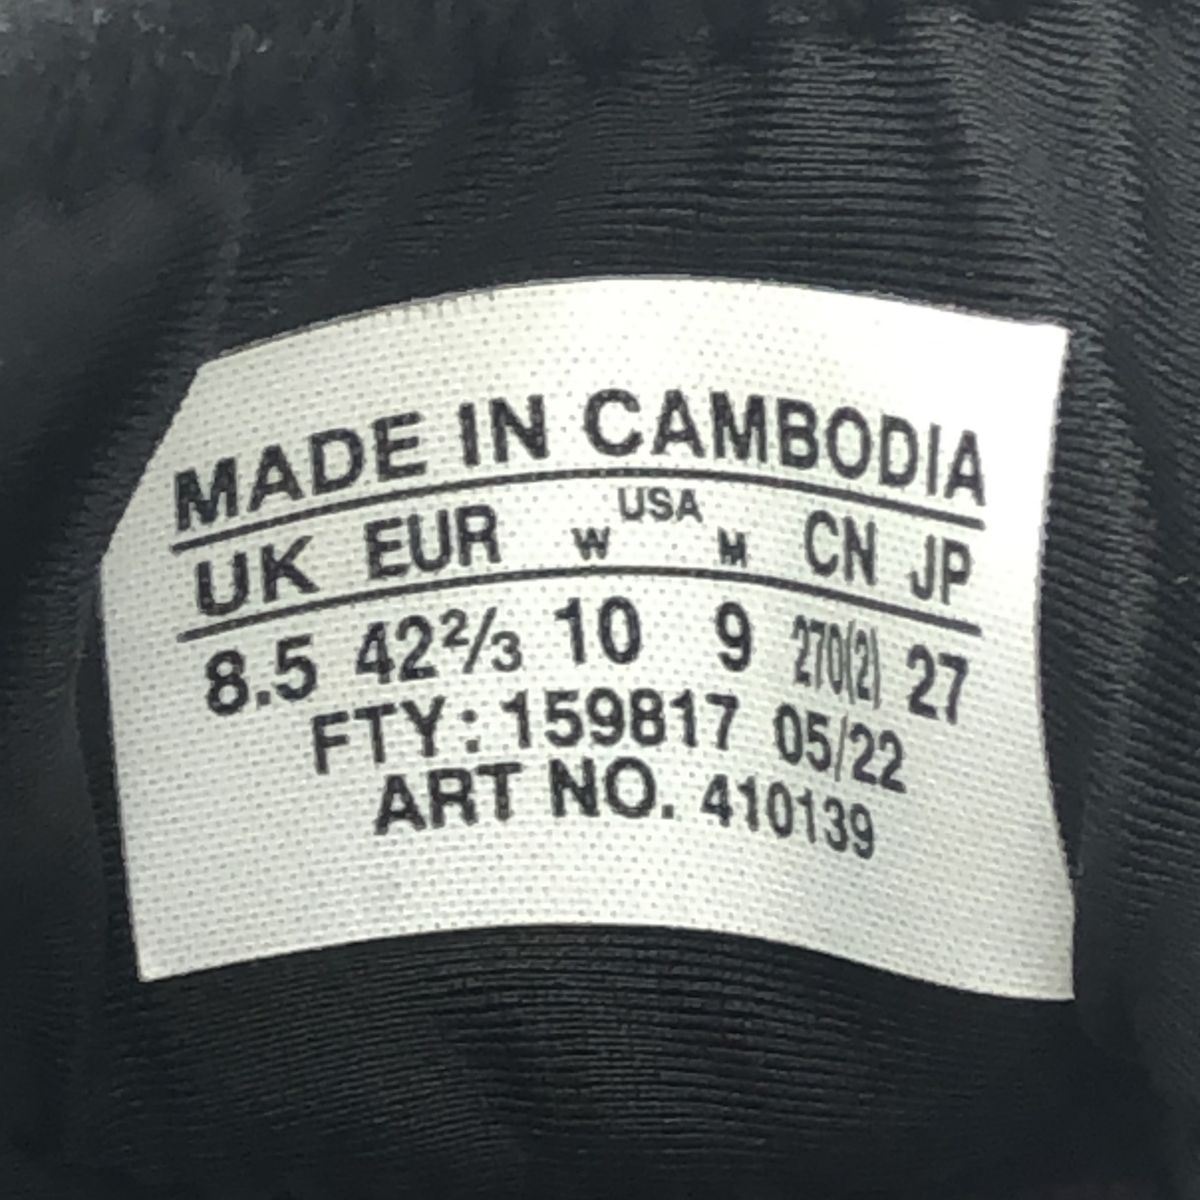 MADE IN CAMBODIA
UK EUR W USA M CN JP
8.5 42⅔ 10 9 270(2) 27
FTY: 159817 05/22
ART NO. 410139